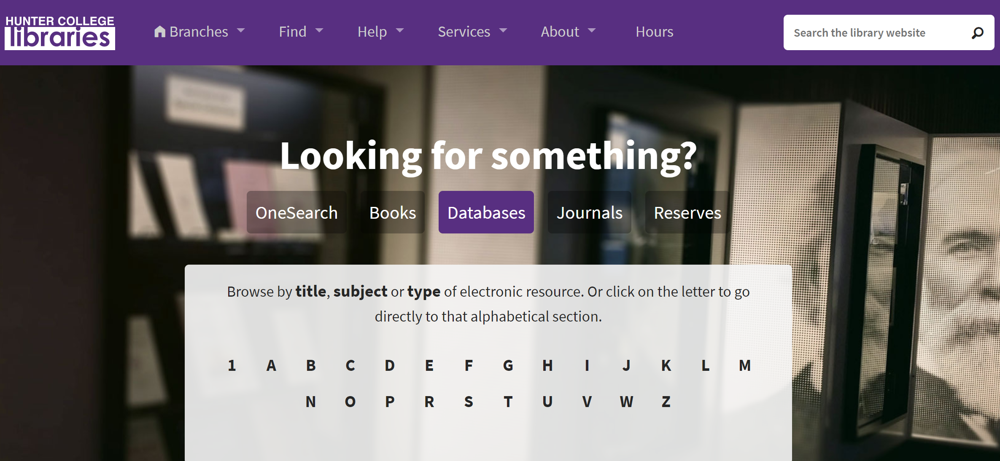 HUNTER COLLEGE
libraries
Branches Find Help Services About Hours
Search the library website
Looking for something?
OneSearch Books Databases Journals Reserves
Browse by title, subject or type of electronic resource. Or click on the letter to go
directly to that alphabetical section.
1 A B C D E F G H I J K L M
N O P R S T U V W Z